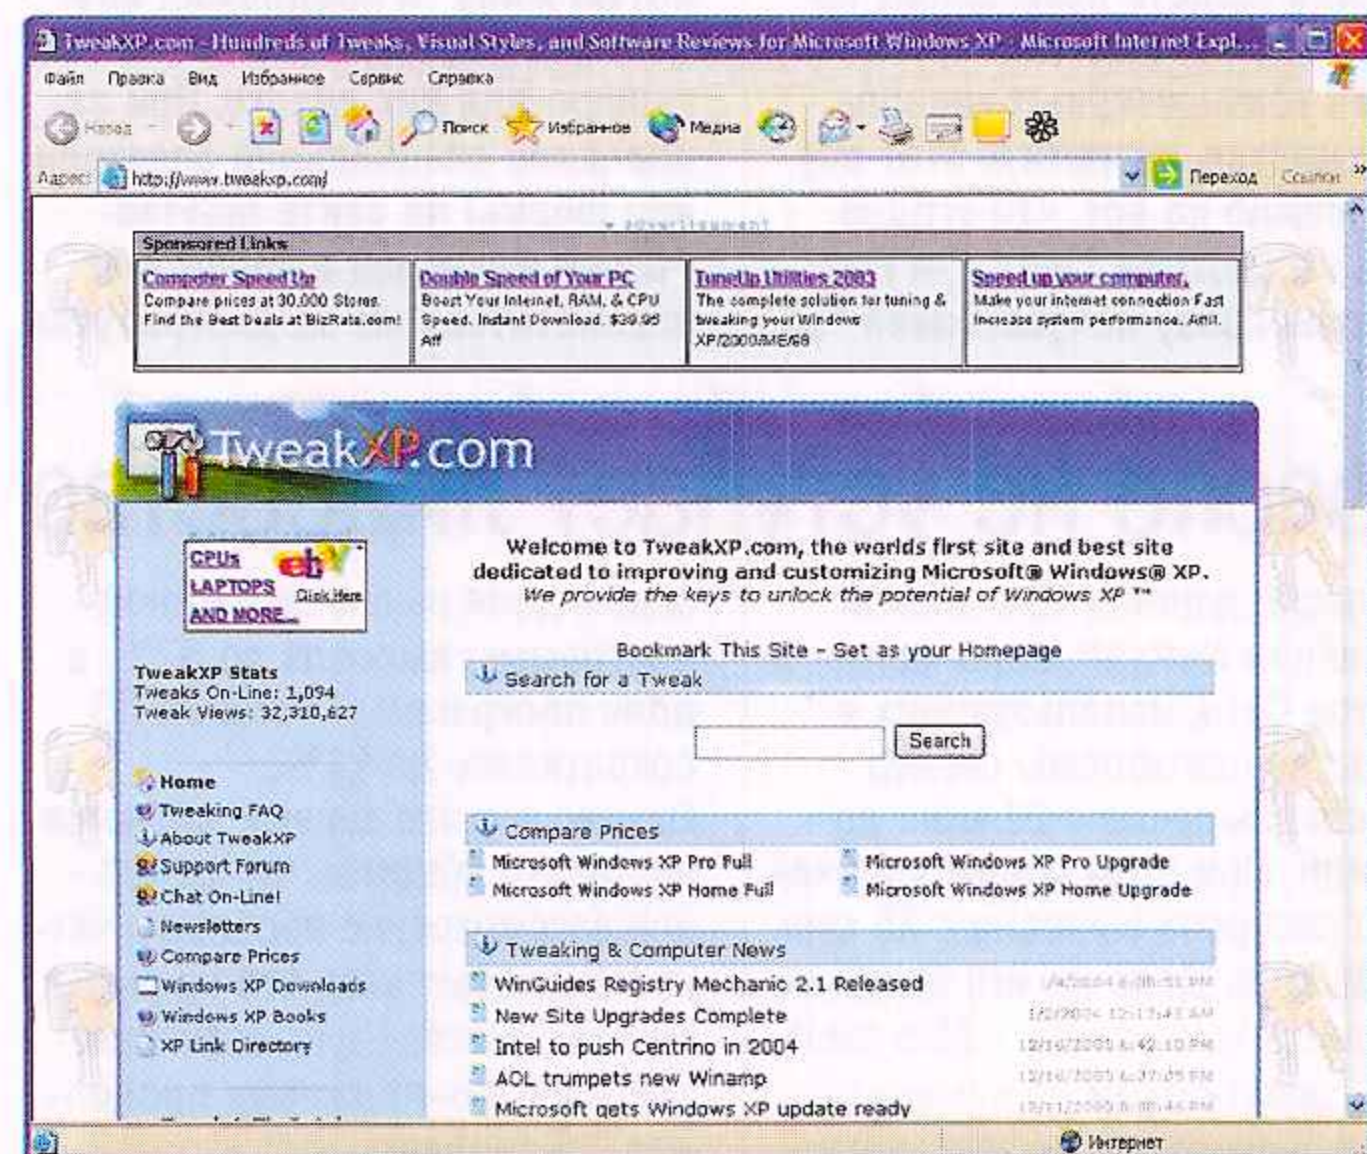 TweakXP.com - Hundreds of Tweaks, Visual Styles, and Software Reviews for Microsoft Windows XP - Microsoft Internet Expl...
Файл Правка Вид Избранное Сервис Справка
Назад Поиск Избранное Медиа
Адрес: http://www.tweakxp.com/ Переход Ссылки »
advertisement
Sponsored Links
Computer Speed Up
Compare prices at 30,000 Stores.
Find the Best Deals at BizRate.com!
Double Speed of Your PC
Boost Your Internet, RAM, & CPU
Speed. Instant Download. $39.95
Aff
TuneUp Utilities 2003
The complete solution for tuning &
tweaking your Windows
XP/2000/ME/98
Speed up your computer.
Make your internet connection Fast
Increase system performance.
TweakXP.com
CPUs
LAPTOPS
AND MORE...
ebY
Click Here
TweakXP Stats
Tweaks On-Line: 1,094
Tweak Views: 32,310,627
Home
Tweaking FAQ
About TweakXP
Support Forum
Chat On-Line!
Newsletters
Compare Prices
Windows XP Downloads
Windows XP Books
XP Link Directory
Welcome to TweakXP.com, the worlds first site and best site
dedicated to improving and customizing Microsoft® Windows® XP.
We provide the keys to unlock the potential of Windows XP ™
Bookmark This Site - Set as your Homepage
Search for a Tweak
Search
Compare Prices
Microsoft Windows XP Pro Full Microsoft Windows XP Pro Upgrade
Microsoft Windows XP Home Full Microsoft Windows XP Home Upgrade
Tweaking & Computer News
WinGuides Registry Mechanic 2.1 Released
New Site Upgrades Complete
Intel to push Centrino in 2004
AOL trumpets new Winamp
Microsoft gets Windows XP update ready
Интернет